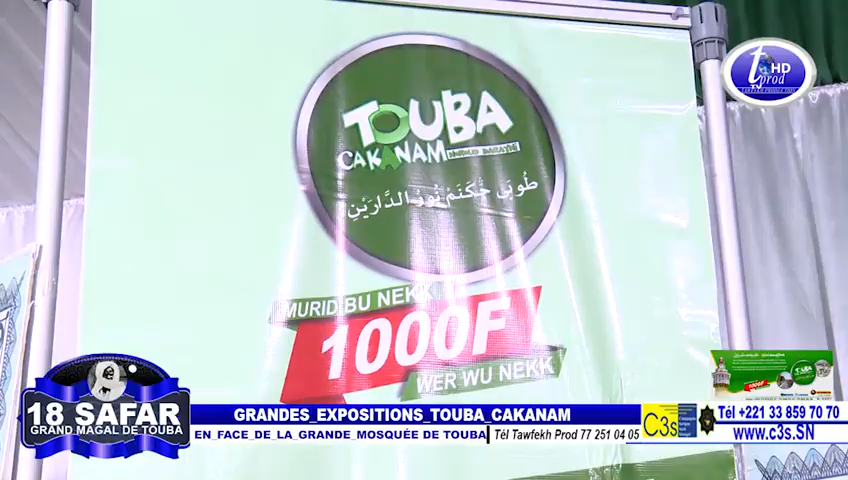 t HD
prod
TOUBA
CAKANAM
طُوبَى چَكَنَمْ نُورُ الدَّارَيْنِ
MURID BU NEKK
1000F
WER WU NEKK
18 SAFAR
GRAND MAGAL DE TOUBA
GRANDES_EXPOSITIONS_TOUBA_CAKANAM
EN_FACE_DE_LA_GRANDE_MOSQUÉE DE TOUBA
Tél Tawfekh Prod 77 251 04 05
C3s
Tél +221 33 859 70 70
www.c3s.SN
TOUBA
1000F